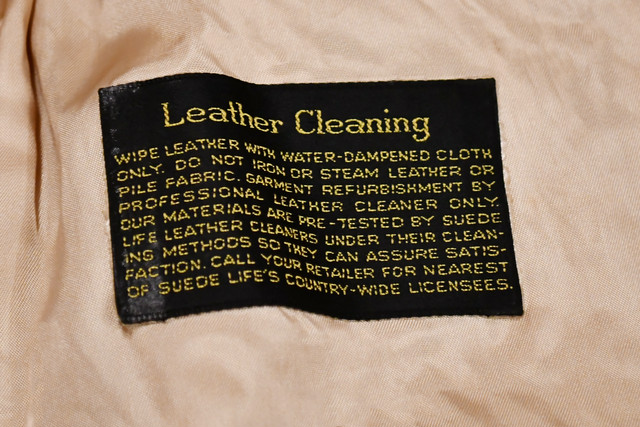 Leather Cleaning
WIPE LEATHER WITH WATER-DAMPENED CLOTH
ONLY. DO NOT IRON OR STEAM LEATHER OR
PILE FABRIC. GARMENT REFURBISHMENT BY
PROFESSIONAL LEATHER CLEANER ONLY.
OUR MATERIALS ARE PRE-TESTED BY SUEDE
LIFE LEATHER CLEANERS UNDER THEIR CLEAN-
ING METHODS SO THEY CAN ASSURE SATIS-
FACTION. CALL YOUR RETAILER FOR NEAREST
OF SUEDE LIFE'S COUNTRY-WIDE LICENSEES.